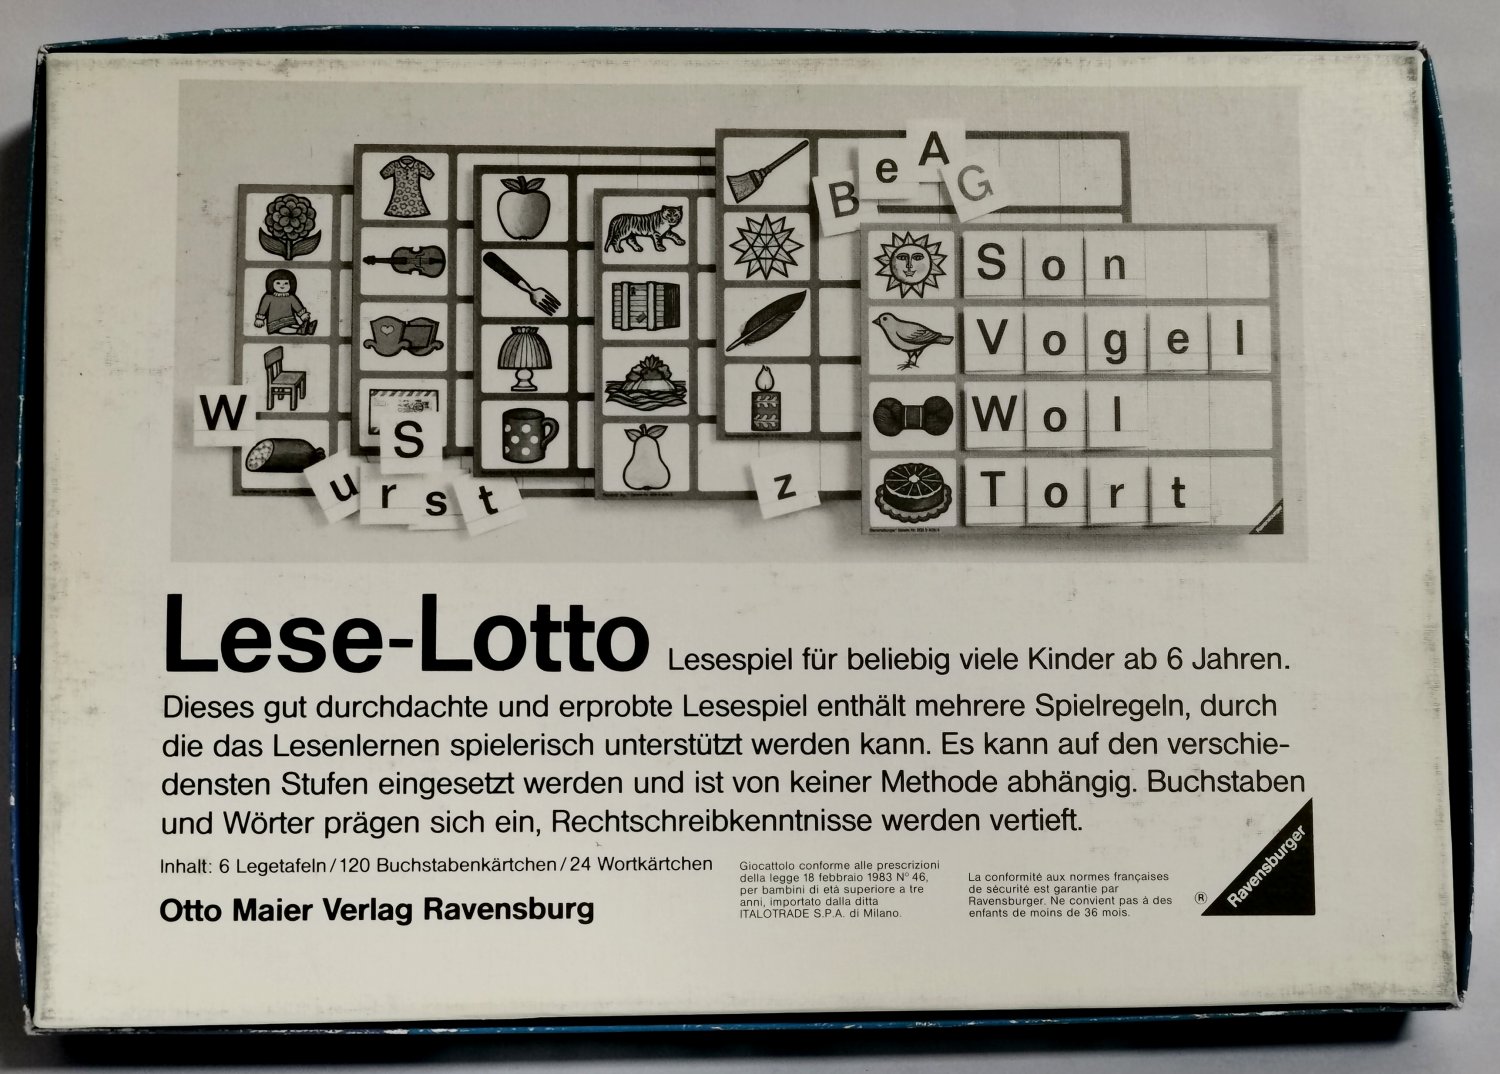 B e A G
S o n
V o g e l
W o l
T o r t
W
S
u r s t
z
Ravensburger
Lese-Lotto Lesespiel für beliebig viele Kinder ab 6 Jahren.
Dieses gut durchdachte und erprobte Lesespiel enthält mehrere Spielregeln, durch
die das Lesenlernen spielerisch unterstützt werden kann. Es kann auf den verschie-
densten Stufen eingesetzt werden und ist von keiner Methode abhängig. Buchstaben
und Wörter prägen sich ein, Rechtschreibkenntnisse werden vertieft.
Inhalt: 6 Legetafeln/120 Buchstabenkärtchen/24 Wortkärtchen
Otto Maier Verlag Ravensburg
Giocattolo conforme alle prescrizioni
della legge 18 febbraio 1983 N° 46,
per bambini di età superiore a tre
anni, importato dalla ditta
ITALOTRADE S.P.A. di Milano.
La conformité aux normes françaises
de sécurité est garantie par
Ravensburger. Ne convient pas à des
enfants de moins de 36 mois.
® Ravensburger